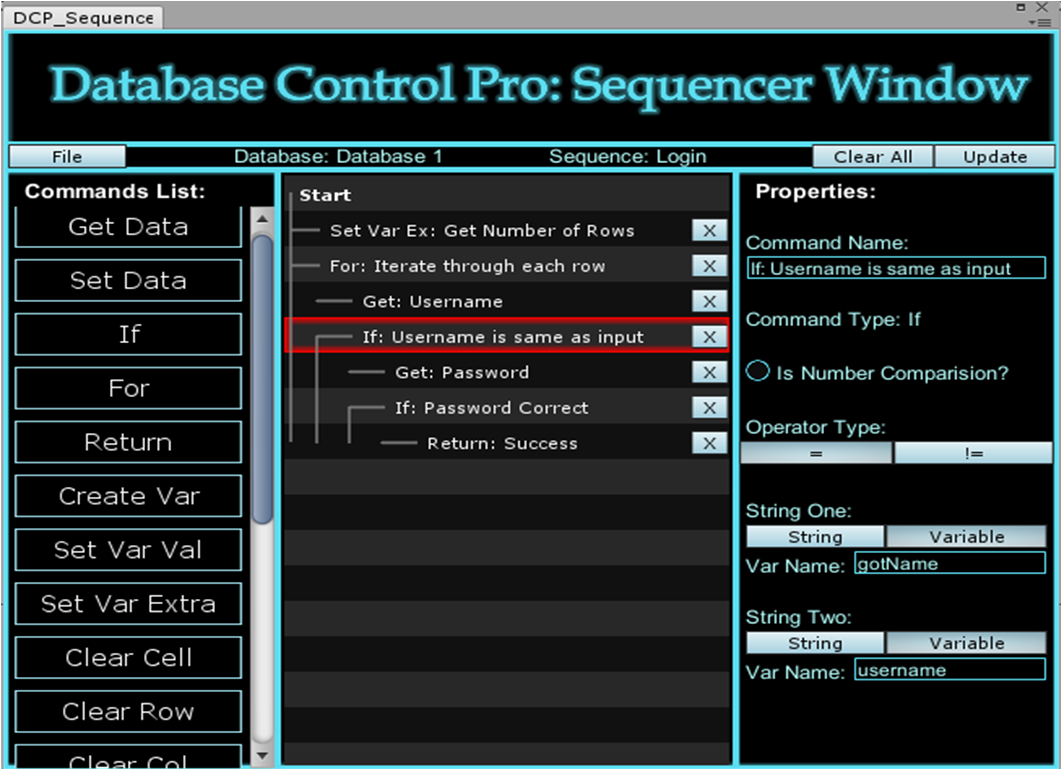 DCP_Sequence
Database Control Pro: Sequencer Window
File
Database: Database 1
Sequence: Login
Clear All
Update
Commands List:
Get Data
Set Data
If
For
Return
Create Var
Set Var Val
Set Var Extra
Clear Cell
Clear Row
Clear Col
Start
Set Var Ex: Get Number of Rows X
For: Iterate through each row X
Get: Username X
If: Username is same as input X
Get: Password X
If: Password Correct X
Return: Success X
Properties:
Command Name:
If: Username is same as input
Command Type: If
Is Number Comparision?
Operator Type:
= !=
String One:
String Variable
Var Name: gotName
String Two:
String Variable
Var Name: username